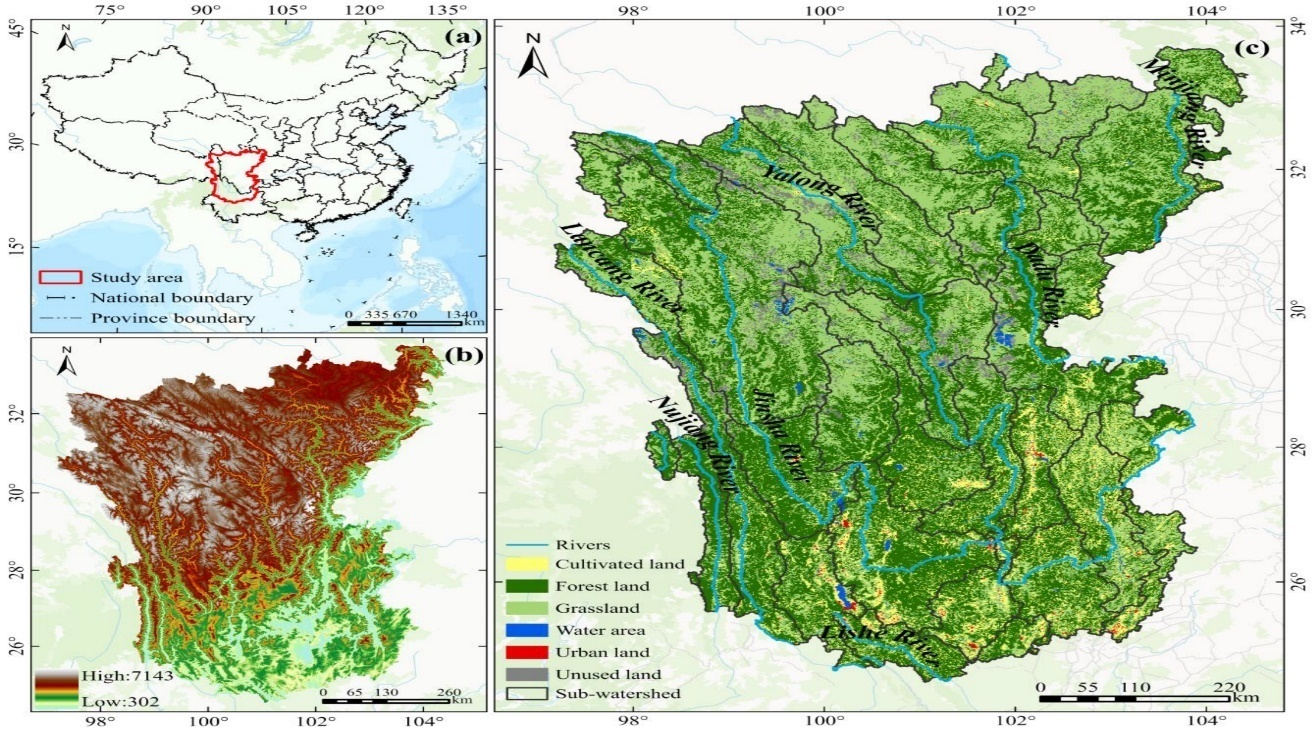 75° 90° 105° 120° 135°
45°
30°
15°
N
(a)
Study area
National boundary
Province boundary
0 335 670 1340
km
N
(b)
32°
30°
28°
26°
High:7143
Low:302
0 65 130 260
km
98° 100° 102° 104°
98° 100° 102° 104°
N
(c)
34°
32°
30°
28°
26°
Minjiang River
Yalong River
Dadu River
Lancang River
Jinsha River
Nujiang River
Lishe River
Rivers
Cultivated land
Forest land
Grassland
Water area
Urban land
Unused land
Sub-watershed
0 55 110 220
km
98° 100° 102° 104°